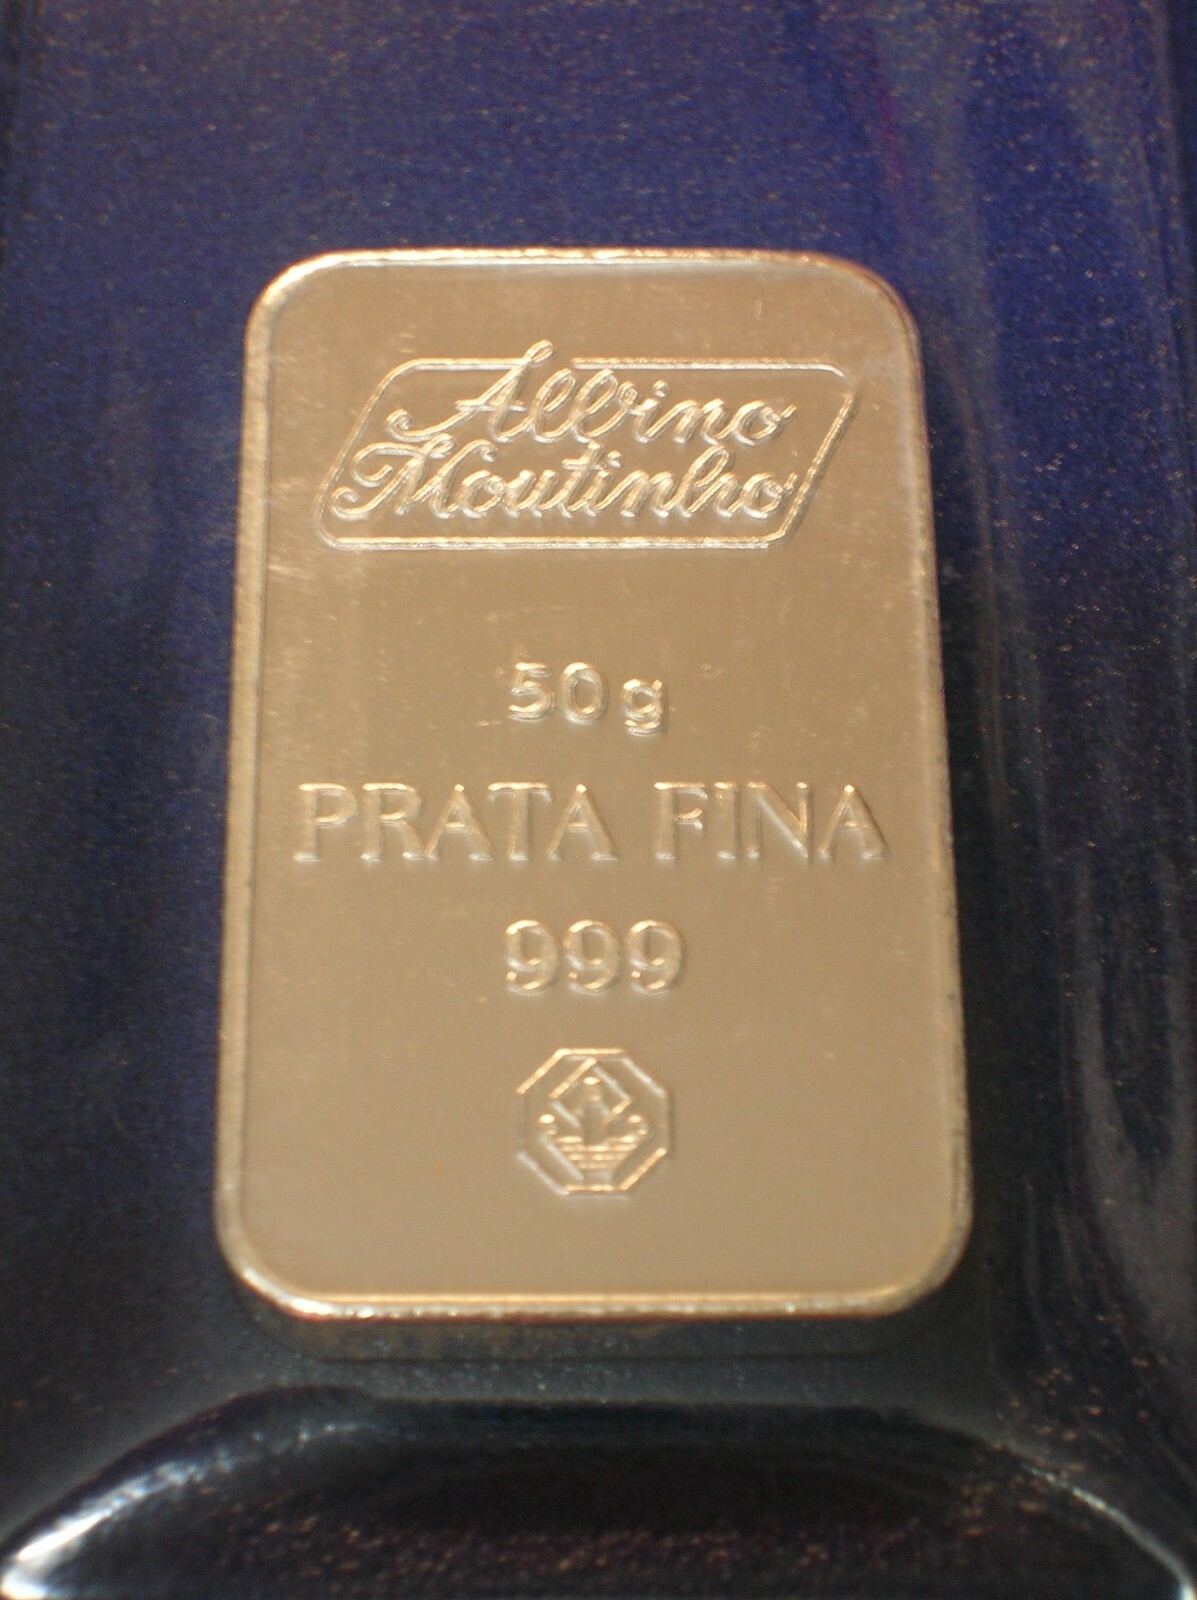 Albino
Moutinho
50g
PRATA FINA
999